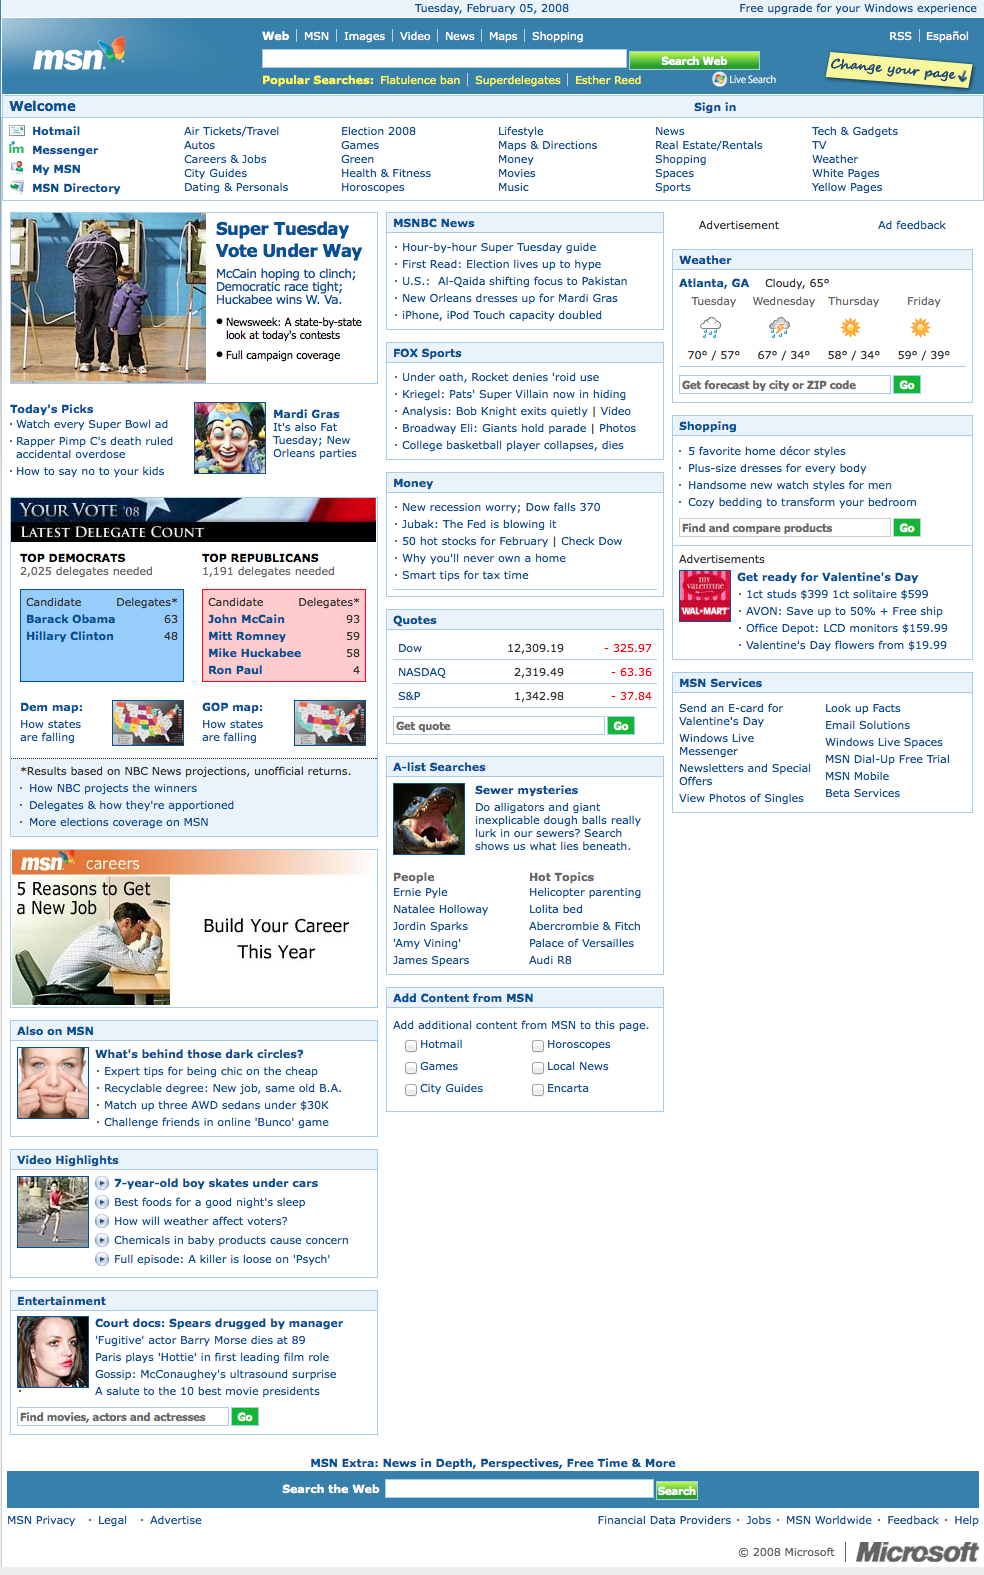 Tuesday, February 05, 2008
Free upgrade for your Windows experience
msn
Web | MSN | Images | Video | News | Maps | Shopping
RSS | Español
Search Web
Popular Searches: Flatulence ban | Superdelegates | Esther Reed
Live Search
Change your page
Welcome
Sign in
Hotmail
Messenger
My MSN
MSN Directory
Air Tickets/Travel
Autos
Careers & Jobs
City Guides
Dating & Personals
Election 2008
Games
Green
Health & Fitness
Horoscopes
Lifestyle
Maps & Directions
Money
Movies
Music
News
Real Estate/Rentals
Shopping
Spaces
Sports
Tech & Gadgets
TV
Weather
White Pages
Yellow Pages
Super Tuesday
Vote Under Way
McCain hoping to clinch;
Democratic race tight;
Huckabee wins W. Va.
• Newsweek: A state-by-state
look at today's contests
• Full campaign coverage
Today's Picks
· Watch every Super Bowl ad
· Rapper Pimp C's death ruled
accidental overdose
· How to say no to your kids
Mardi Gras
It's also Fat
Tuesday; New
Orleans parties
YOUR VOTE '08
LATEST DELEGATE COUNT
TOP DEMOCRATS
2,025 delegates needed
Candidate Delegates*
Barack Obama 63
Hillary Clinton 48
TOP REPUBLICANS
1,191 delegates needed
Candidate Delegates*
John McCain 93
Mitt Romney 59
Mike Huckabee 58
Ron Paul 4
Dem map:
How states
are falling
GOP map:
How states
are falling
*Results based on NBC News projections, unofficial returns.
· How NBC projects the winners
· Delegates & how they're apportioned
· More elections coverage on MSN
msn careers
5 Reasons to Get
a New Job
Build Your Career
This Year
Also on MSN
What's behind those dark circles?
· Expert tips for being chic on the cheap
· Recyclable degree: New job, same old B.A.
· Match up three AWD sedans under $30K
· Challenge friends in online 'Bunco' game
Video Highlights
7-year-old boy skates under cars
Best foods for a good night's sleep
How will weather affect voters?
Chemicals in baby products cause concern
Full episode: A killer is loose on 'Psych'
Entertainment
Court docs: Spears drugged by manager
'Fugitive' actor Barry Morse dies at 89
Paris plays 'Hottie' in first leading film role
Gossip: McConaughey's ultrasound surprise
· A salute to the 10 best movie presidents
Find movies, actors and actresses Go
MSNBC News
· Hour-by-hour Super Tuesday guide
· First Read: Election lives up to hype
· U.S.: Al-Qaida shifting focus to Pakistan
· New Orleans dresses up for Mardi Gras
· iPhone, iPod Touch capacity doubled
FOX Sports
· Under oath, Rocket denies 'roid use
· Kriegel: Pats' Super Villain now in hiding
· Analysis: Bob Knight exits quietly | Video
· Broadway Eli: Giants hold parade | Photos
· College basketball player collapses, dies
Money
· New recession worry; Dow falls 370
· Jubak: The Fed is blowing it
· 50 hot stocks for February | Check Dow
· Why you'll never own a home
· Smart tips for tax time
Quotes
Dow 12,309.19 - 325.97
NASDAQ 2,319.49 - 63.36
S&P 1,342.98 - 37.84
Get quote Go
A-list Searches
Sewer mysteries
Do alligators and giant
inexplicable dough balls really
lurk in our sewers? Search
shows us what lies beneath.
People
Ernie Pyle
Natalee Holloway
Jordin Sparks
'Amy Vining'
James Spears
Hot Topics
Helicopter parenting
Lolita bed
Abercrombie & Fitch
Palace of Versailles
Audi R8
Add Content from MSN
Add additional content from MSN to this page.
Hotmail
Games
City Guides
Horoscopes
Local News
Encarta
Advertisement
Ad feedback
Weather
Atlanta, GA Cloudy, 65°
Tuesday Wednesday Thursday Friday
70° / 57° 67° / 34° 58° / 34° 59° / 39°
Get forecast by city or ZIP code Go
Shopping
· 5 favorite home décor styles
· Plus-size dresses for every body
· Handsome new watch styles for men
· Cozy bedding to transform your bedroom
Find and compare products Go
Advertisements
my
valentine
WAL★MART
Get ready for Valentine's Day
· 1ct studs $399 1ct solitaire $599
· AVON: Save up to 50% + Free ship
· Office Depot: LCD monitors $159.99
· Valentine's Day flowers from $19.99
MSN Services
Send an E-card for
Valentine's Day
Windows Live
Messenger
Newsletters and Special
Offers
View Photos of Singles
Look up Facts
Email Solutions
Windows Live Spaces
MSN Dial-Up Free Trial
MSN Mobile
Beta Services
MSN Extra: News in Depth, Perspectives, Free Time & More
Search the Web Search
MSN Privacy · Legal · Advertise
Financial Data Providers · Jobs · MSN Worldwide · Feedback · Help
© 2008 Microsoft | Microsoft